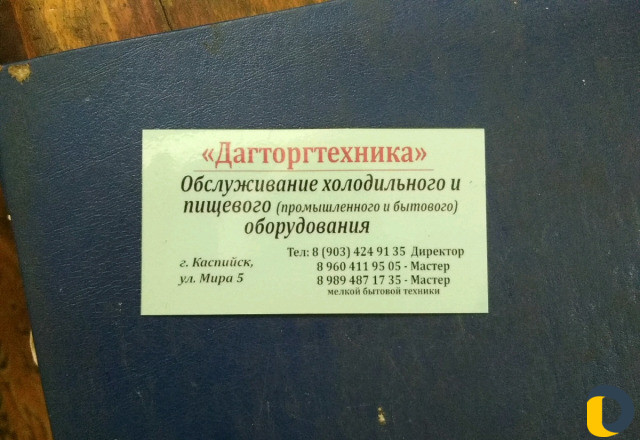 «Дагторгтехника»
Обслуживание холодильного и
пищевого (промышленного и бытового)
оборудования
Тел: 8 (903) 424 91 35 Директор
8 960 411 95 05 - Мастер
8 989 487 17 35 - Мастер
мелкой бытовой техники
г. Каспийск,
ул. Мира 5